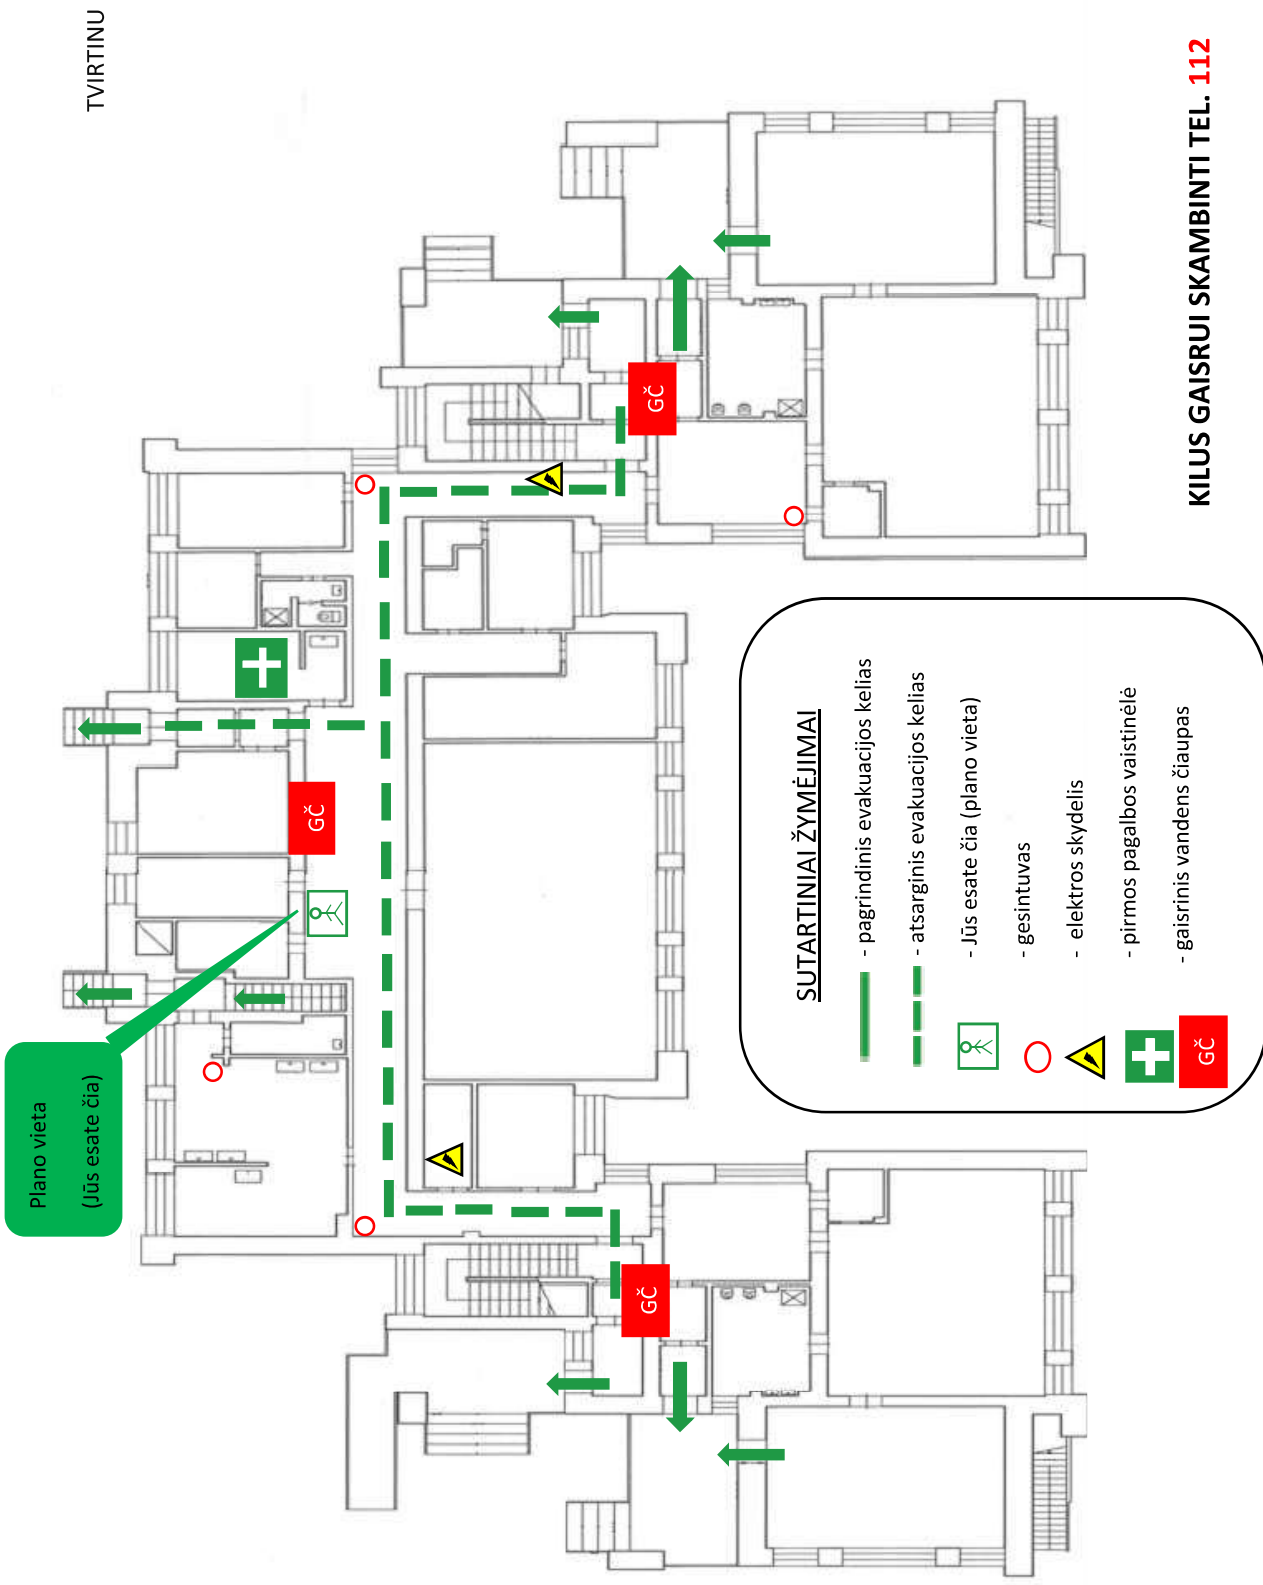 TVIRTINU
Plano vieta
(Jūs esate čia)
GČ
GČ
GČ
SUTARTINIAI ŽYMĖJIMAI
- pagrindinis evakuacijos kelias
- atsarginis evakuacijos kelias
- Jūs esate čia (plano vieta)
- gesintuvas
- elektros skydelis
- pirmos pagalbos vaistinėlė
GČ - gaisrinis vandens čiaupas
KILUS GAISRUI SKAMBINTI TEL. 112